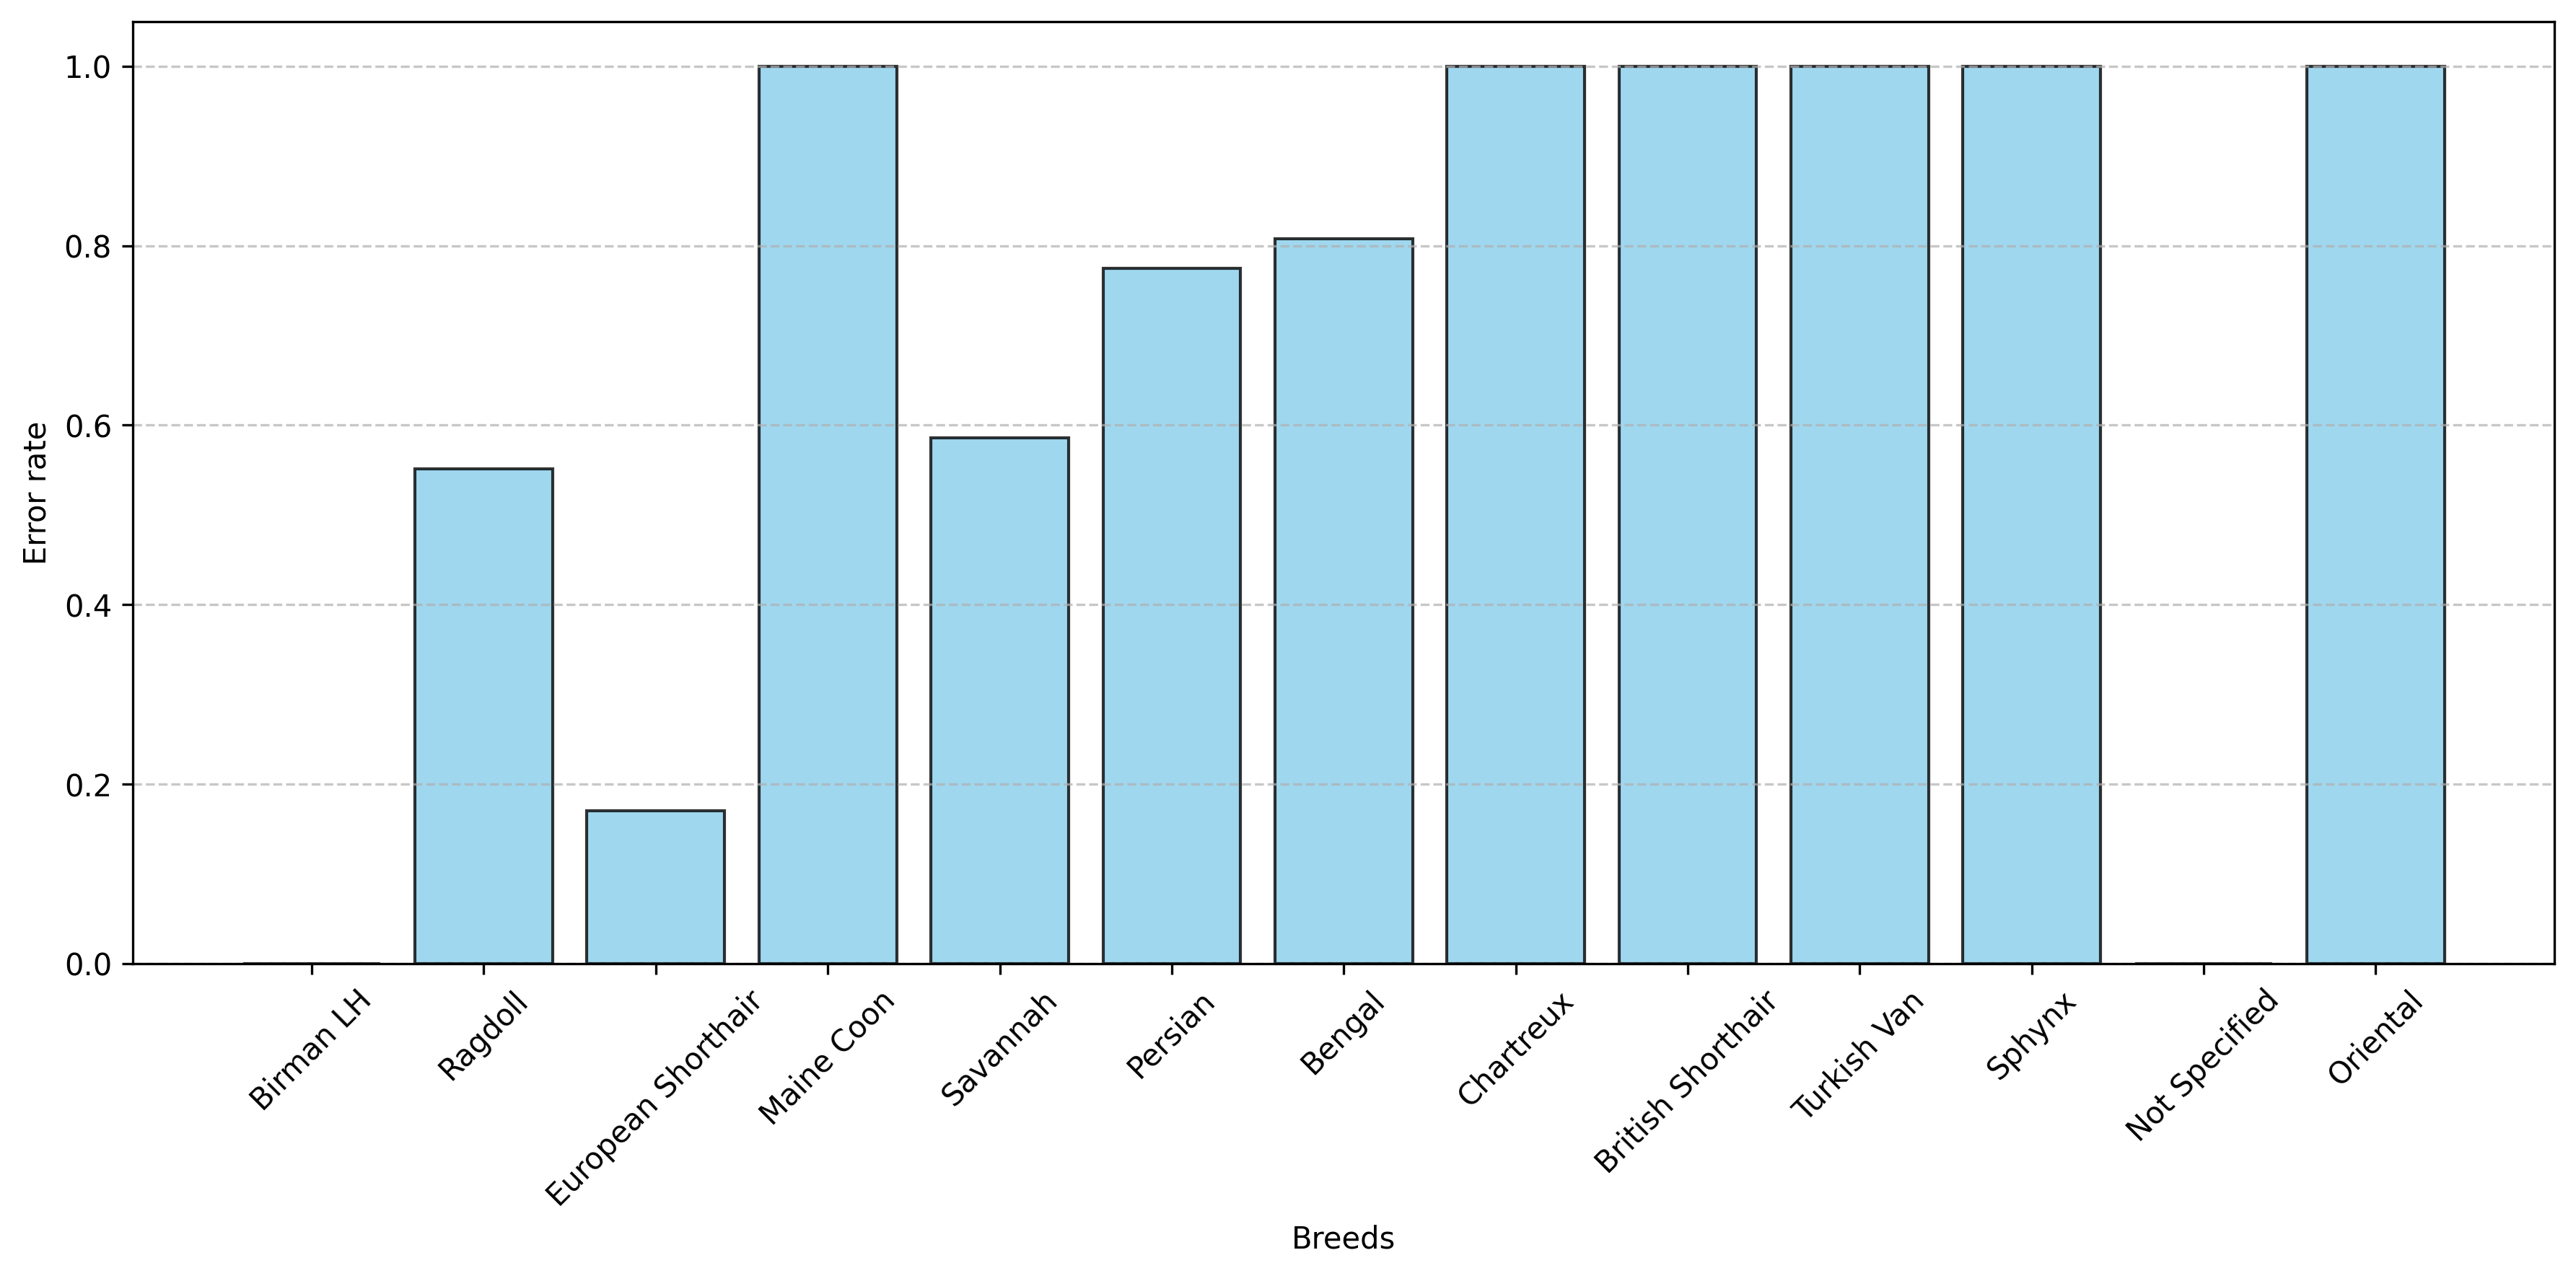 1.0
0.8
0.6
0.4
0.2
0.0
Error rate
Birman LH
Ragdoll
European Shorthair
Maine Coon
Savannah
Persian
Bengal
Chartreux
British Shorthair
Turkish Van
Sphynx
Not Specified
Oriental
Breeds